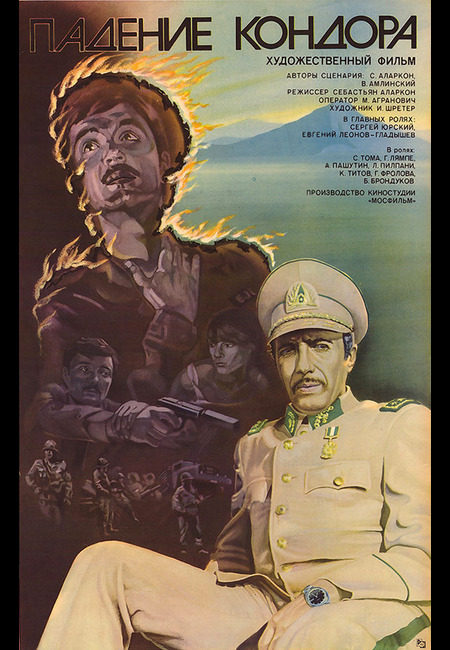 ПАДЕНИЕ КОНДОРА
ХУДОЖЕСТВЕННЫЙ ФИЛЬМ
АВТОРЫ СЦЕНАРИЯ: С. АЛАРКОН,
В. АМЛИНСКИЙ
РЕЖИССЕР СЕБАСТЬЯН АЛАРКОН
ОПЕРАТОР М. АГРАНОВИЧ
ХУДОЖНИК И. ШРЕТЕР
В ГЛАВНЫХ РОЛЯХ:
СЕРГЕЙ ЮРСКИЙ,
ЕВГЕНИЙ ЛЕОНОВ-ГЛАДЫШЕВ
В ролях:
С. ТОМА, Г. ЛЯМПЕ,
А. ПАШУТИН, Л. ПИЛПАНИ,
К. ТИТОВ, Г. ФРОЛОВА,
Б. БРОНДУКОВ
ПРОИЗВОДСТВО КИНОСТУДИИ
«МОСФИЛЬМ»